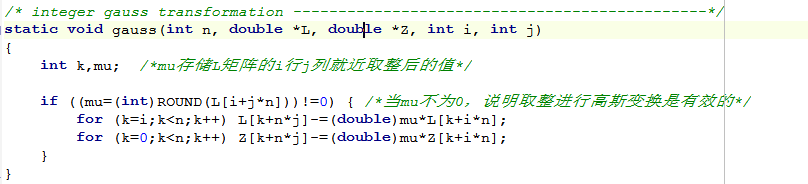 /* integer gauss transformation --------------------------------------------*/
static void gauss(int n, double *L, double *Z, int i, int j)
{
    int k,mu;  /*mu存储L矩阵的i行j列就近取整后的值*/
    if ((mu=(int)ROUND(L[i+j*n]))!=0) { /*当mu不为0，说明取整进行高斯变换是有效的*/
        for (k=i;k<n;k++) L[k+n*j]-=(double)mu*L[k+i*n];
        for (k=0;k<n;k++) Z[k+n*j]-=(double)mu*Z[k+i*n];
    }
}